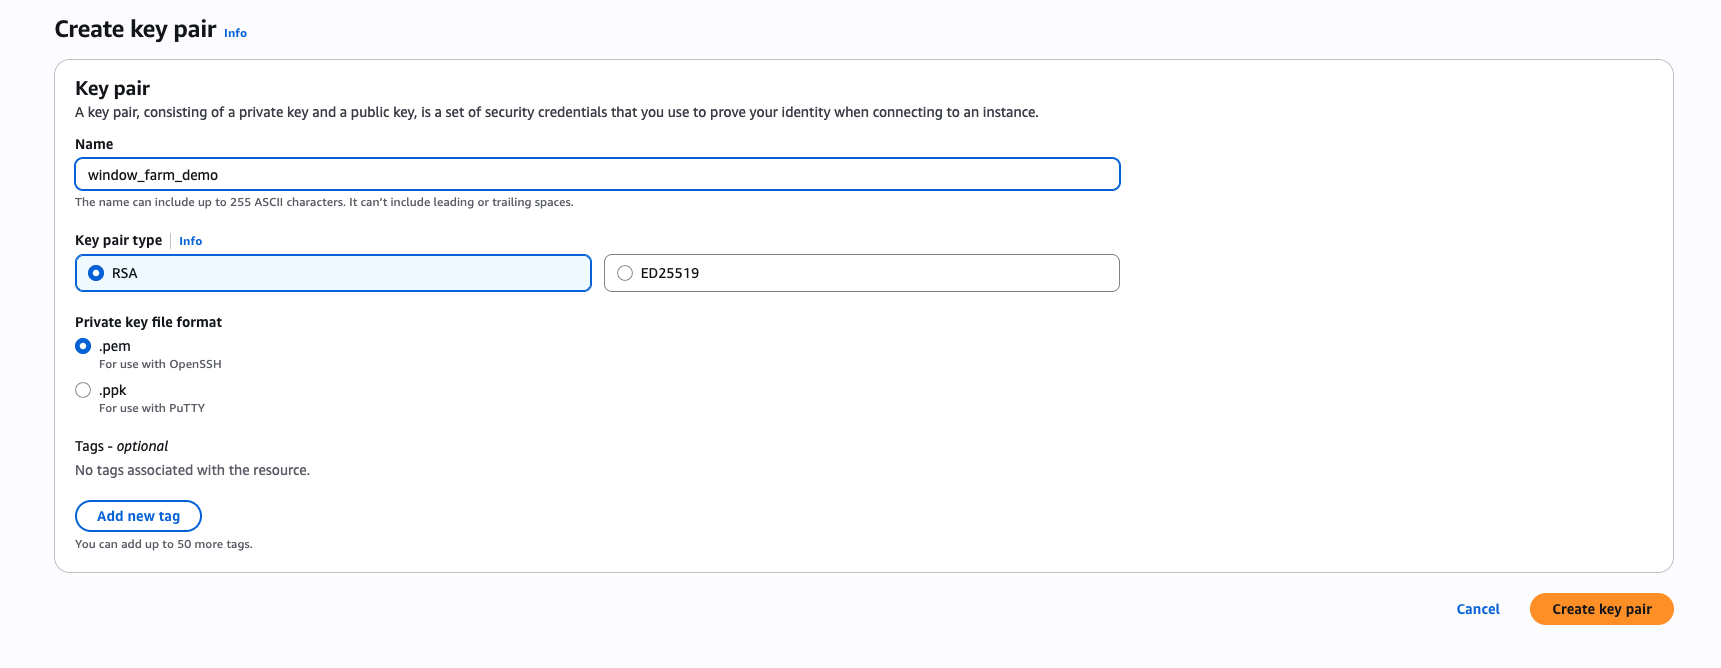 Create key pair Info
Key pair
A key pair, consisting of a private key and a public key, is a set of security credentials that you use to prove your identity when connecting to an instance.
Name
window_farm_demo
The name can include up to 255 ASCII characters. It can’t include leading or trailing spaces.
Key pair type Info
RSA ED25519
Private key file format
.pem
For use with OpenSSH
.ppk
For use with PuTTY
Tags - optional
No tags associated with the resource.
Add new tag
You can add up to 50 more tags.
Cancel Create key pair